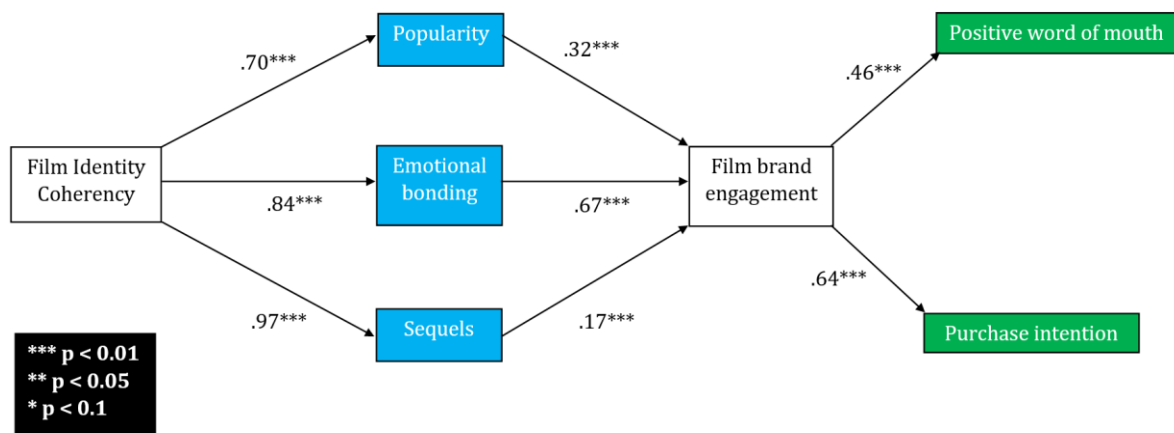 Popularity
Positive word of mouth
.70***
.32***
.46***
Film Identity
Coherency
Emotional
bonding
Film brand
engagement
.84***
.67***
.97***
Sequels
.17***
.64***
Purchase intention
*** p < 0.01
** p < 0.05
* p < 0.1